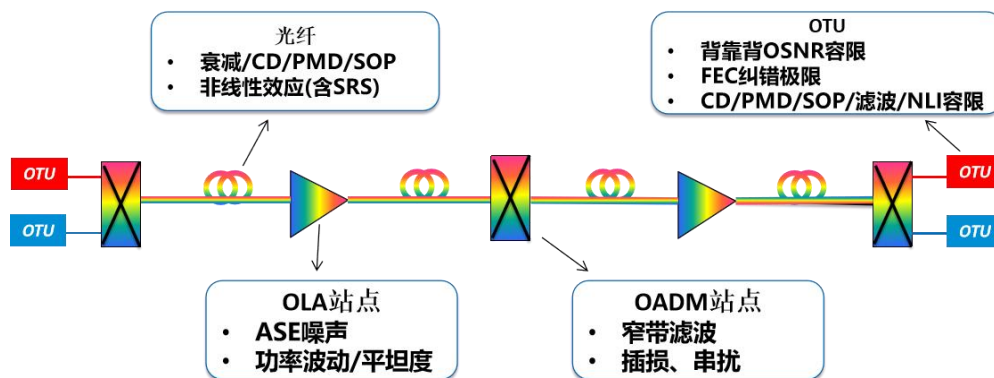 光纤
• 衰减/CD/PMD/SOP
• 非线性效应(含SRS)
OTU
• 背靠背OSNR容限
• FEC纠错极限
• CD/PMD/SOP/滤波/NLI容限
OTU
OTU
OTU
OTU
OLA站点
• ASE噪声
• 功率波动/平坦度
OADM站点
• 窄带滤波
• 插损、串扰